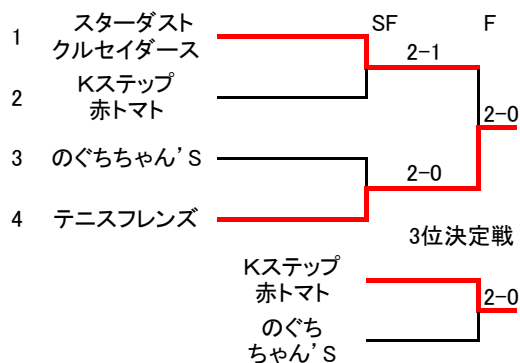 SF F
1 スターダスト
クルセイダース
2-1
2 Kステップ
赤トマト
2-0
3 のぐちちゃん'S
2-0
4 テニスフレンズ
3位決定戦
Kステップ
赤トマト
2-0
のぐち
ちゃん'S